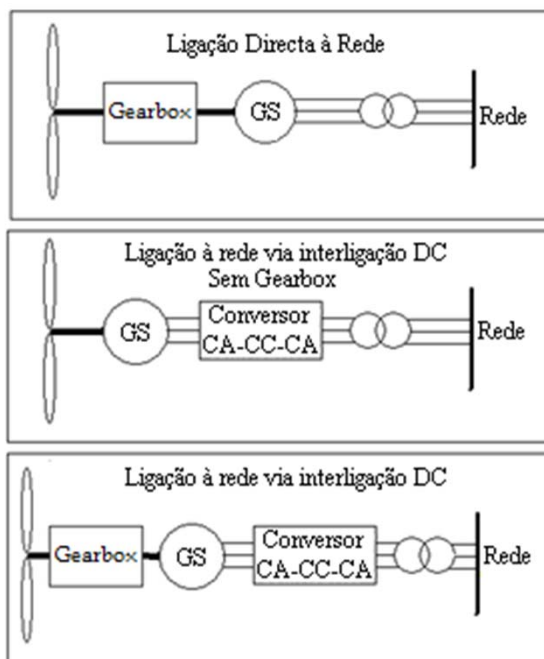 Ligação Directa à Rede
Gearbox
GS
Rede
Ligação à rede via interligação DC
Sem Gearbox
GS
Conversor
CA-CC-CA
Rede
Ligação à rede via interligação DC
Gearbox
GS
Conversor
CA-CC-CA
Rede